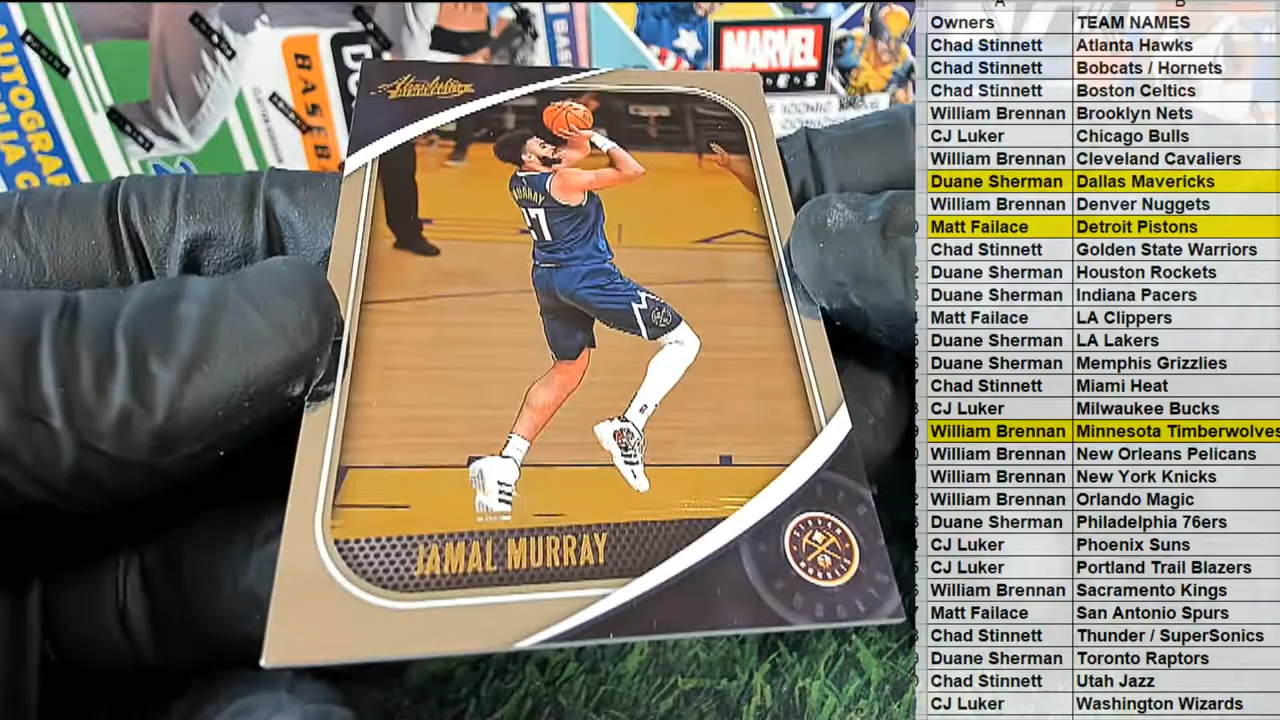 AUTOGRAP
BASEB
MARVEL
Absolute
MURRAY
JAMAL MURRAY
A B
Owners TEAM NAMES
Chad Stinnett Atlanta Hawks
Chad Stinnett Bobcats / Hornets
Chad Stinnett Boston Celtics
William Brennan Brooklyn Nets
CJ Luker Chicago Bulls
William Brennan Cleveland Cavaliers
Duane Sherman Dallas Mavericks
William Brennan Denver Nuggets
Matt Failace Detroit Pistons
Chad Stinnett Golden State Warriors
Duane Sherman Houston Rockets
Duane Sherman Indiana Pacers
Matt Failace LA Clippers
Duane Sherman LA Lakers
Duane Sherman Memphis Grizzlies
Chad Stinnett Miami Heat
CJ Luker Milwaukee Bucks
William Brennan Minnesota Timberwolves
William Brennan New Orleans Pelicans
William Brennan New York Knicks
William Brennan Orlando Magic
Duane Sherman Philadelphia 76ers
CJ Luker Phoenix Suns
CJ Luker Portland Trail Blazers
William Brennan Sacramento Kings
Matt Failace San Antonio Spurs
Chad Stinnett Thunder / SuperSonics
Duane Sherman Toronto Raptors
Chad Stinnett Utah Jazz
CJ Luker Washington Wizards